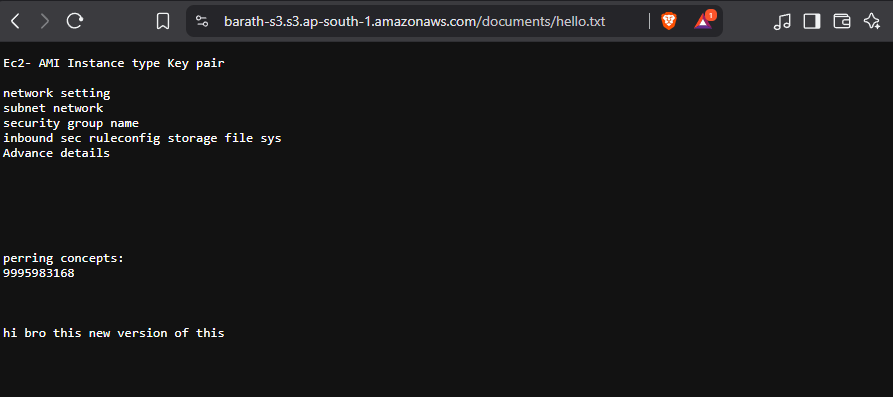 barath-s3.s3.ap-south-1.amazonaws.com/documents/hello.txt
1
Ec2- AMI Instance type Key pair
network setting
subnet network
security group name
inbound sec ruleconfig storage file sys
Advance details
perring concepts:
9995983168
hi bro this new version of this